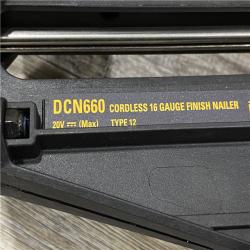 DCN660 CORDLESS 16 GAUGE FINISH NAILER
20V ⎓ (Max) TYPE 12